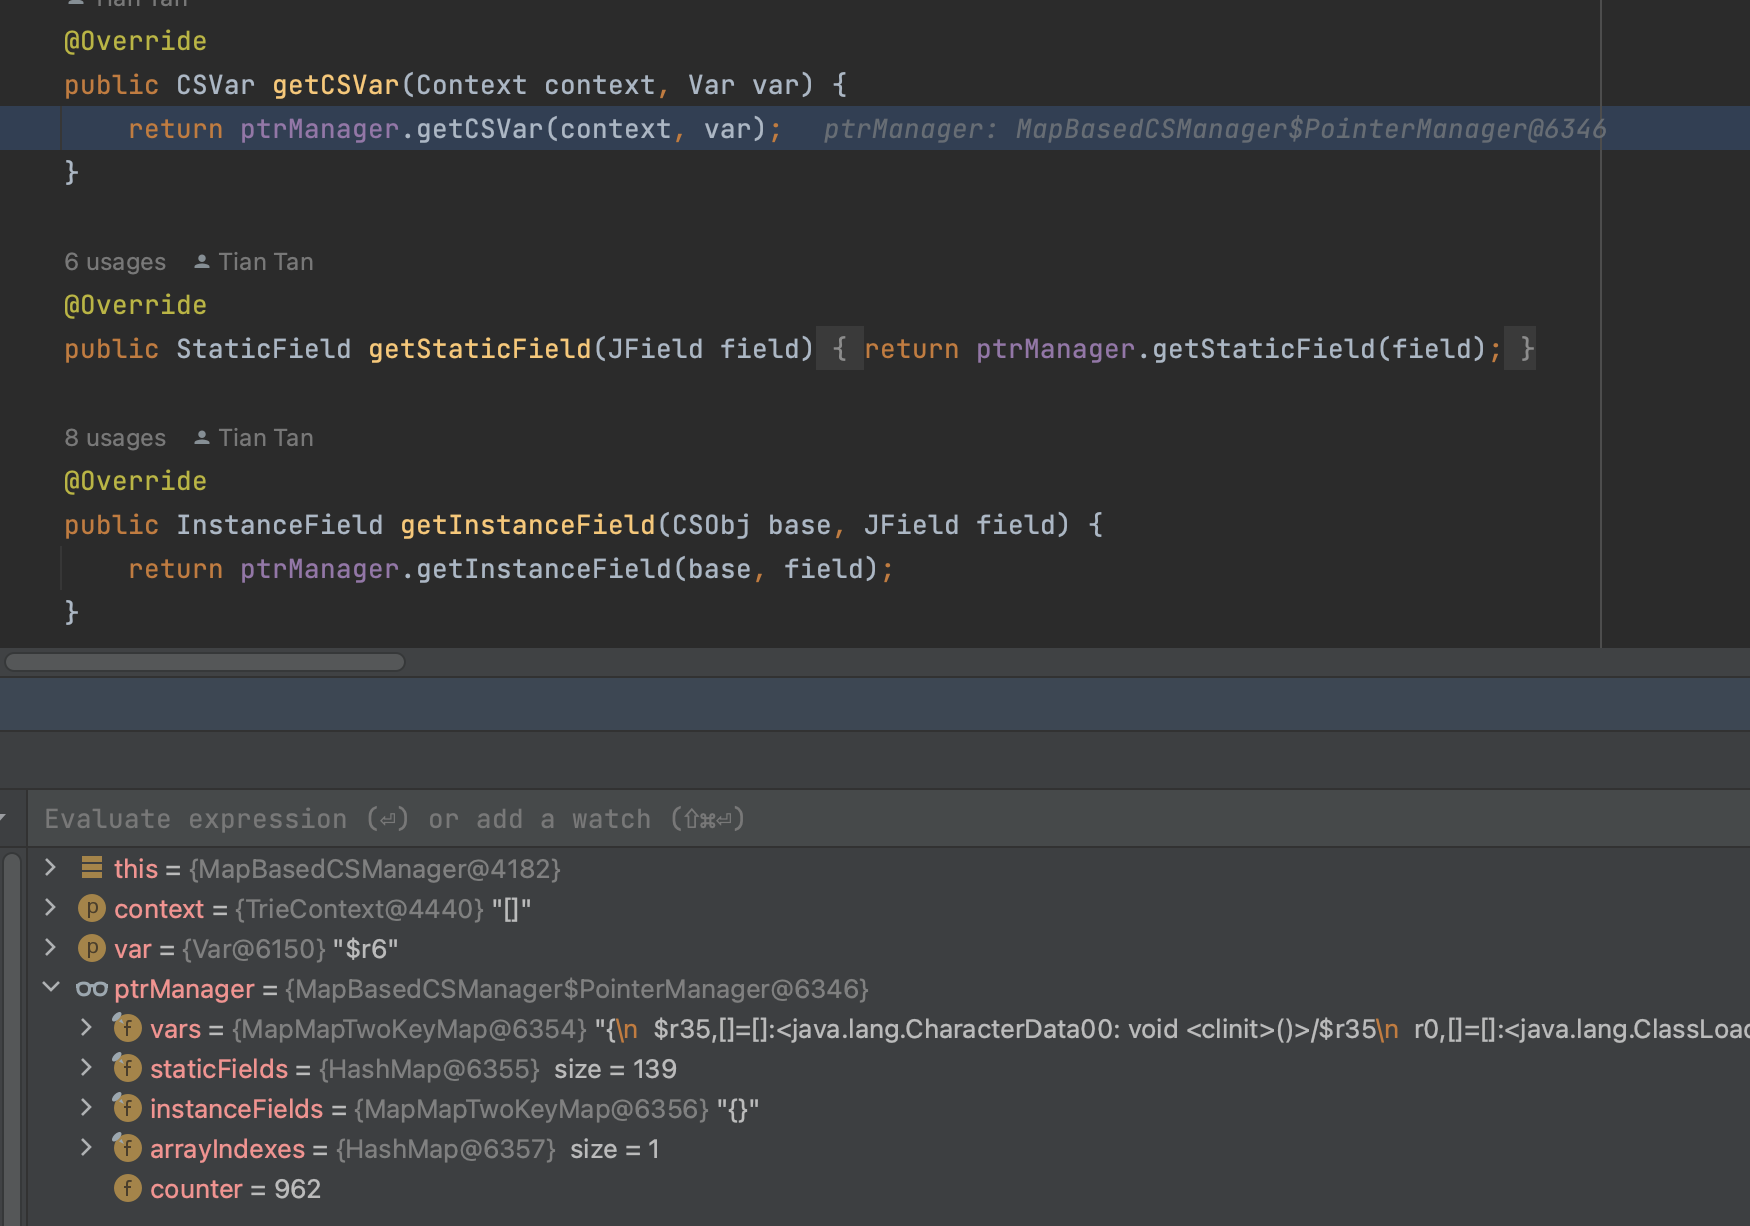 Tian Tan
@Override
public CSVar getCSVar(Context context, Var var) {
return ptrManager.getCSVar(context, var); ptrManager: MapBasedCSManager$PointerManager@6346
}
6 usages Tian Tan
@Override
public StaticField getStaticField(JField field) { return ptrManager.getStaticField(field); }
8 usages Tian Tan
@Override
public InstanceField getInstanceField(CSObj base, JField field) {
return ptrManager.getInstanceField(base, field);
}
Evaluate expression (⏎) or add a watch (⇧⌘⏎)
this = {MapBasedCSManager@4182}
p context = {TrieContext@4440} "[]"
p var = {Var@6150} "$r6"
ptrManager = {MapBasedCSManager$PointerManager@6346}
f vars = {MapMapTwoKeyMap@6354} "{\n $r35,[]=[]:<java.lang.CharacterData00: void <clinit>()>/$r35\n r0,[]=[]:<java.lang.ClassLoa
f staticFields = {HashMap@6355} size = 139
f instanceFields = {MapMapTwoKeyMap@6356} "{}"
f arrayIndexes = {HashMap@6357} size = 1
f counter = 962